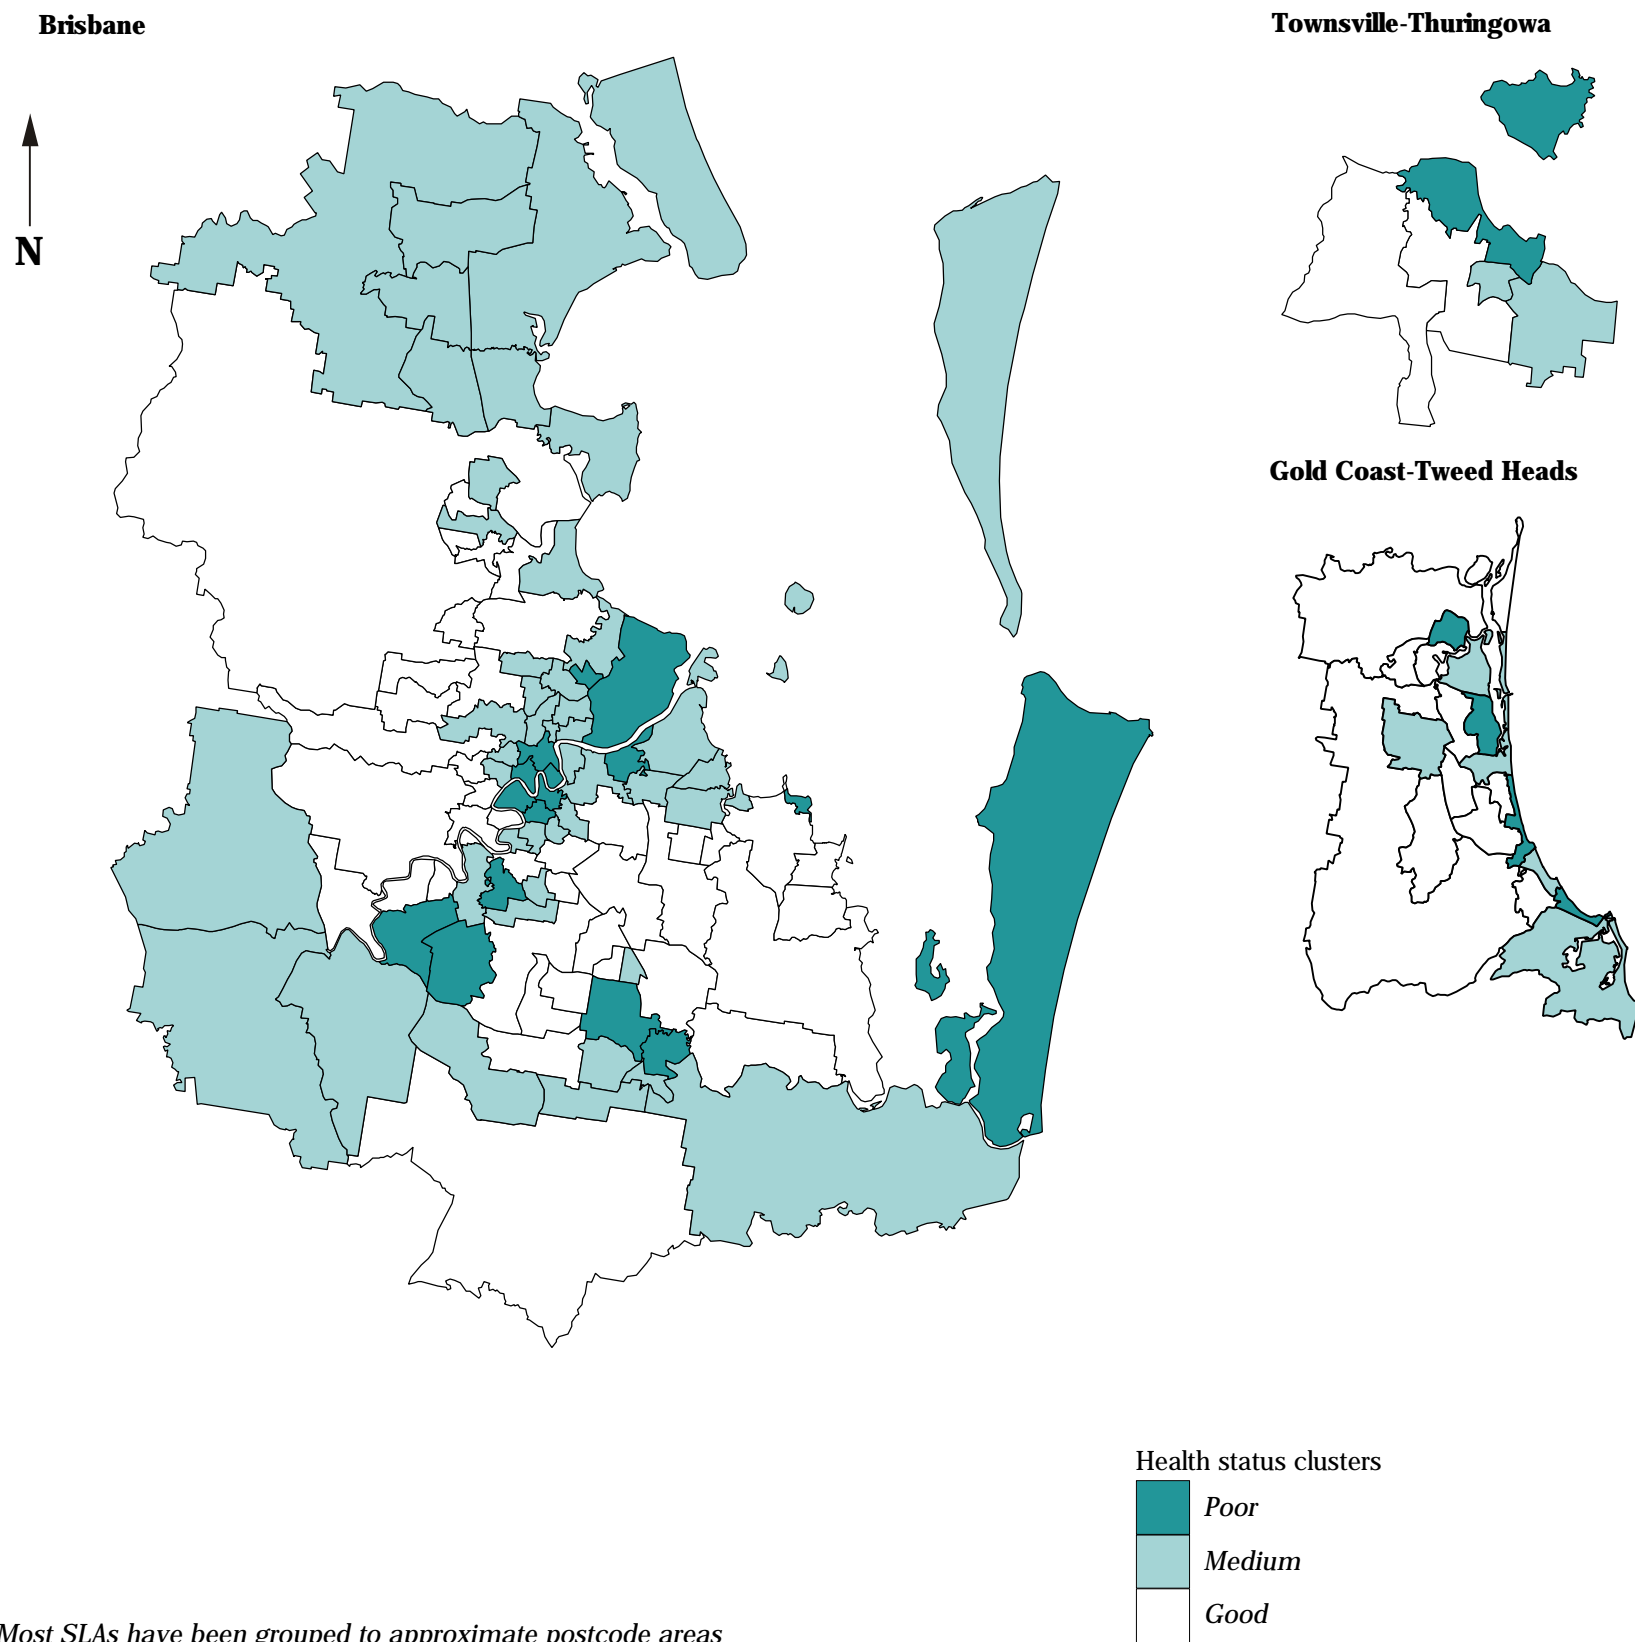 Brisbane
Townsville-Thuringowa
N
Gold Coast-Tweed Heads
Health status clusters
Poor
Medium
Good
Most SLAs have been grouped to approximate postcode areas